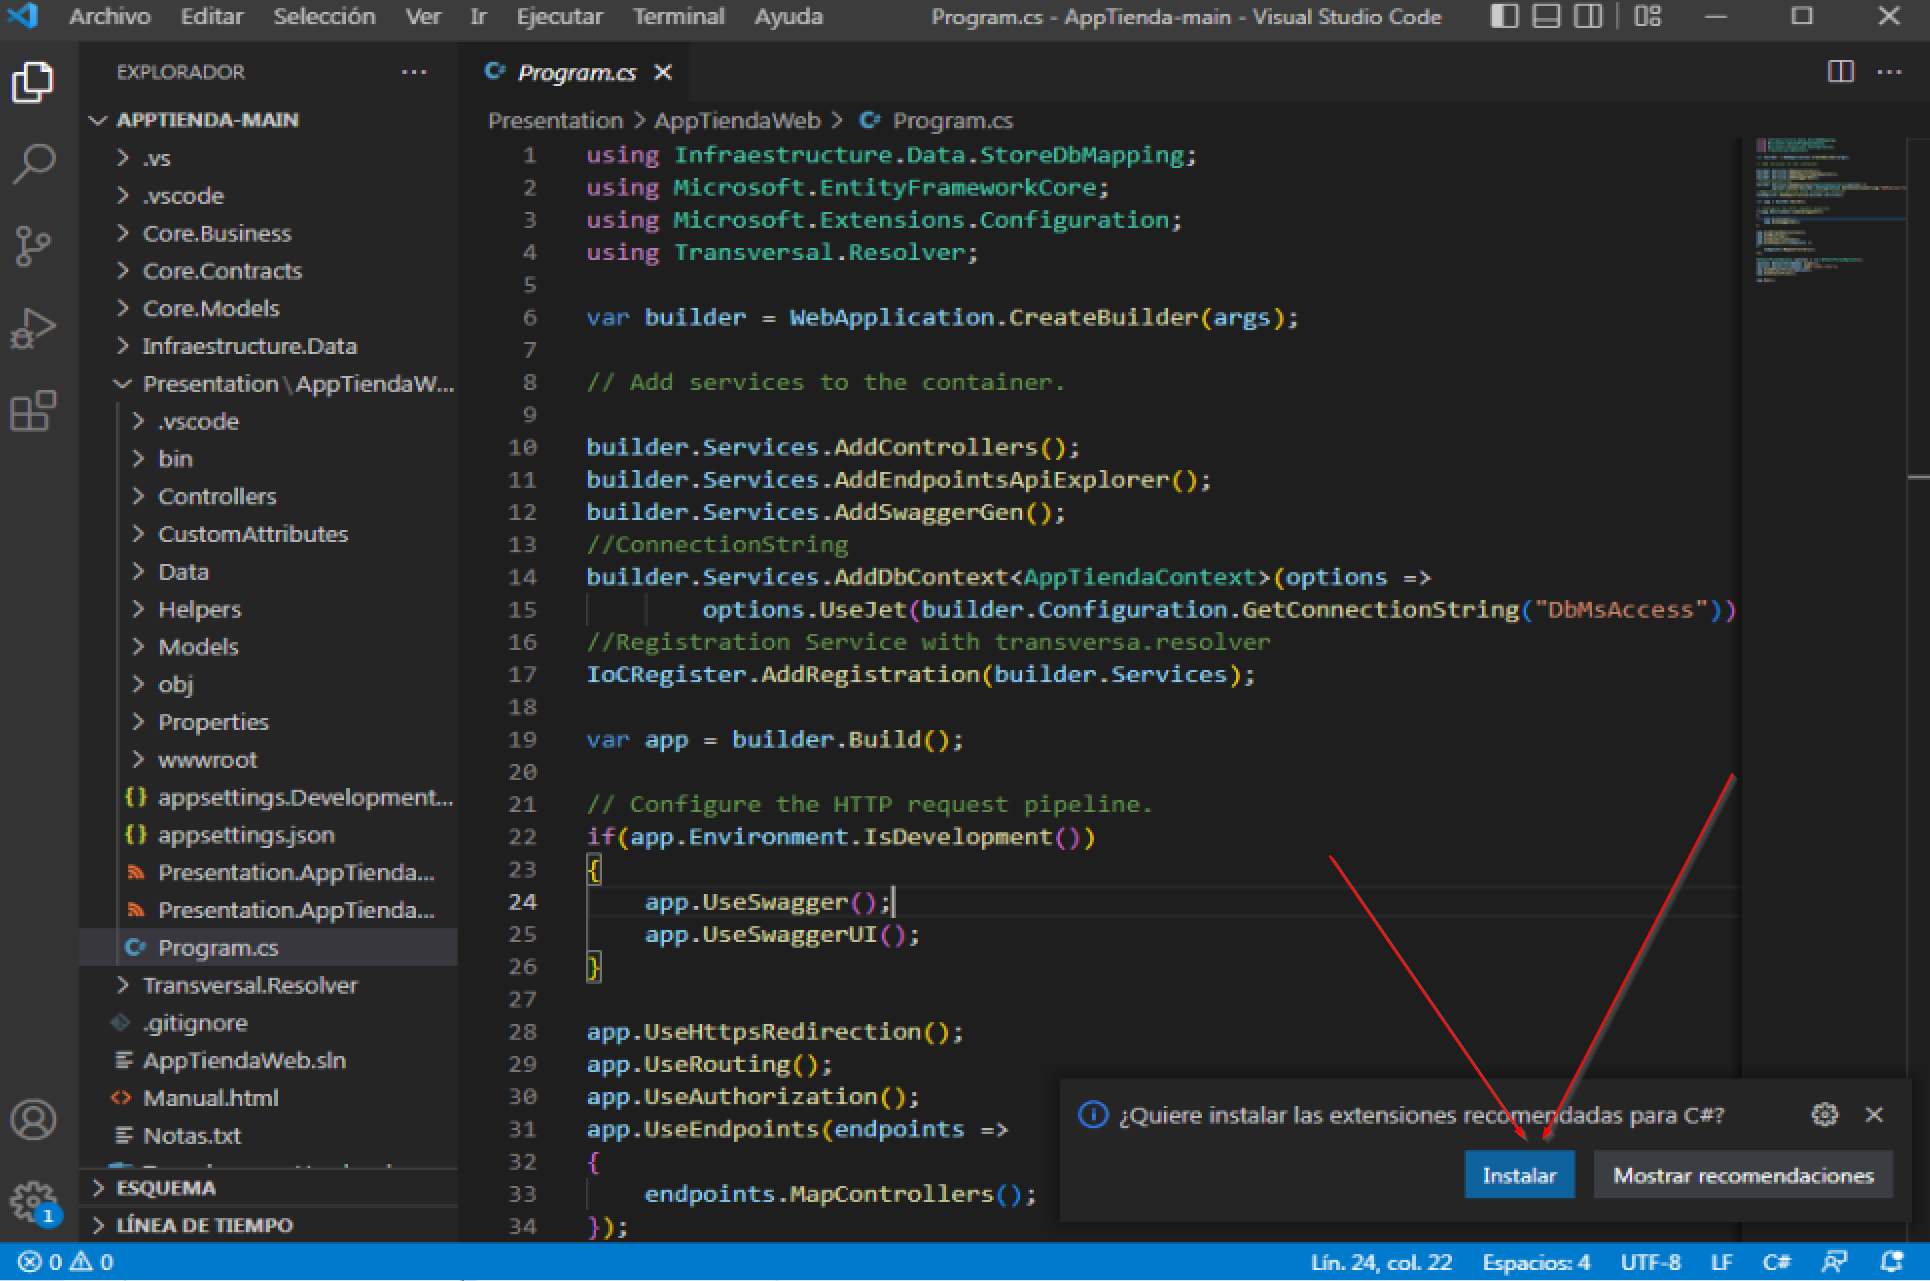 Archivo Editar Selección Ver Ir Ejecutar Terminal Ayuda Program.cs - AppTienda-main - Visual Studio Code
EXPLORADOR ···
APPTIENDA-MAIN
.vs
.vscode
Core.Business
Core.Contracts
Core.Models
Infraestructure.Data
Presentation\AppTiendaW...
.vscode
bin
Controllers
CustomAttributes
Data
Helpers
Models
obj
Properties
wwwroot
{} appsettings.Development...
{} appsettings.json
Presentation.AppTienda...
Presentation.AppTienda...
Program.cs
Transversal.Resolver
.gitignore
AppTiendaWeb.sln
Manual.html
Notas.txt
ESQUEMA
LÍNEA DE TIEMPO
Program.cs
Presentation > AppTiendaWeb > Program.cs
1 using Infraestructure.Data.StoreDbMapping;
2 using Microsoft.EntityFrameworkCore;
3 using Microsoft.Extensions.Configuration;
4 using Transversal.Resolver;
5
6 var builder = WebApplication.CreateBuilder(args);
7
8 // Add services to the container.
9
10 builder.Services.AddControllers();
11 builder.Services.AddEndpointsApiExplorer();
12 builder.Services.AddSwaggerGen();
13 //ConnectionString
14 builder.Services.AddDbContext<AppTiendaContext>(options =>
15 options.UseJet(builder.Configuration.GetConnectionString("DbMsAccess"))
16 //Registration Service with transversa.resolver
17 IoCRegister.AddRegistration(builder.Services);
18
19 var app = builder.Build();
20
21 // Configure the HTTP request pipeline.
22 if(app.Environment.IsDevelopment())
23 {
24 app.UseSwagger();
25 app.UseSwaggerUI();
26 }
27
28 app.UseHttpsRedirection();
29 app.UseRouting();
30 app.UseAuthorization();
31 app.UseEndpoints(endpoints =>
32 {
33 endpoints.MapControllers();
34 });
¿Quiere instalar las extensiones recomendadas para C#?
Instalar Mostrar recomendaciones
1
0 0 Lín. 24, col. 22 Espacios: 4 UTF-8 LF C#